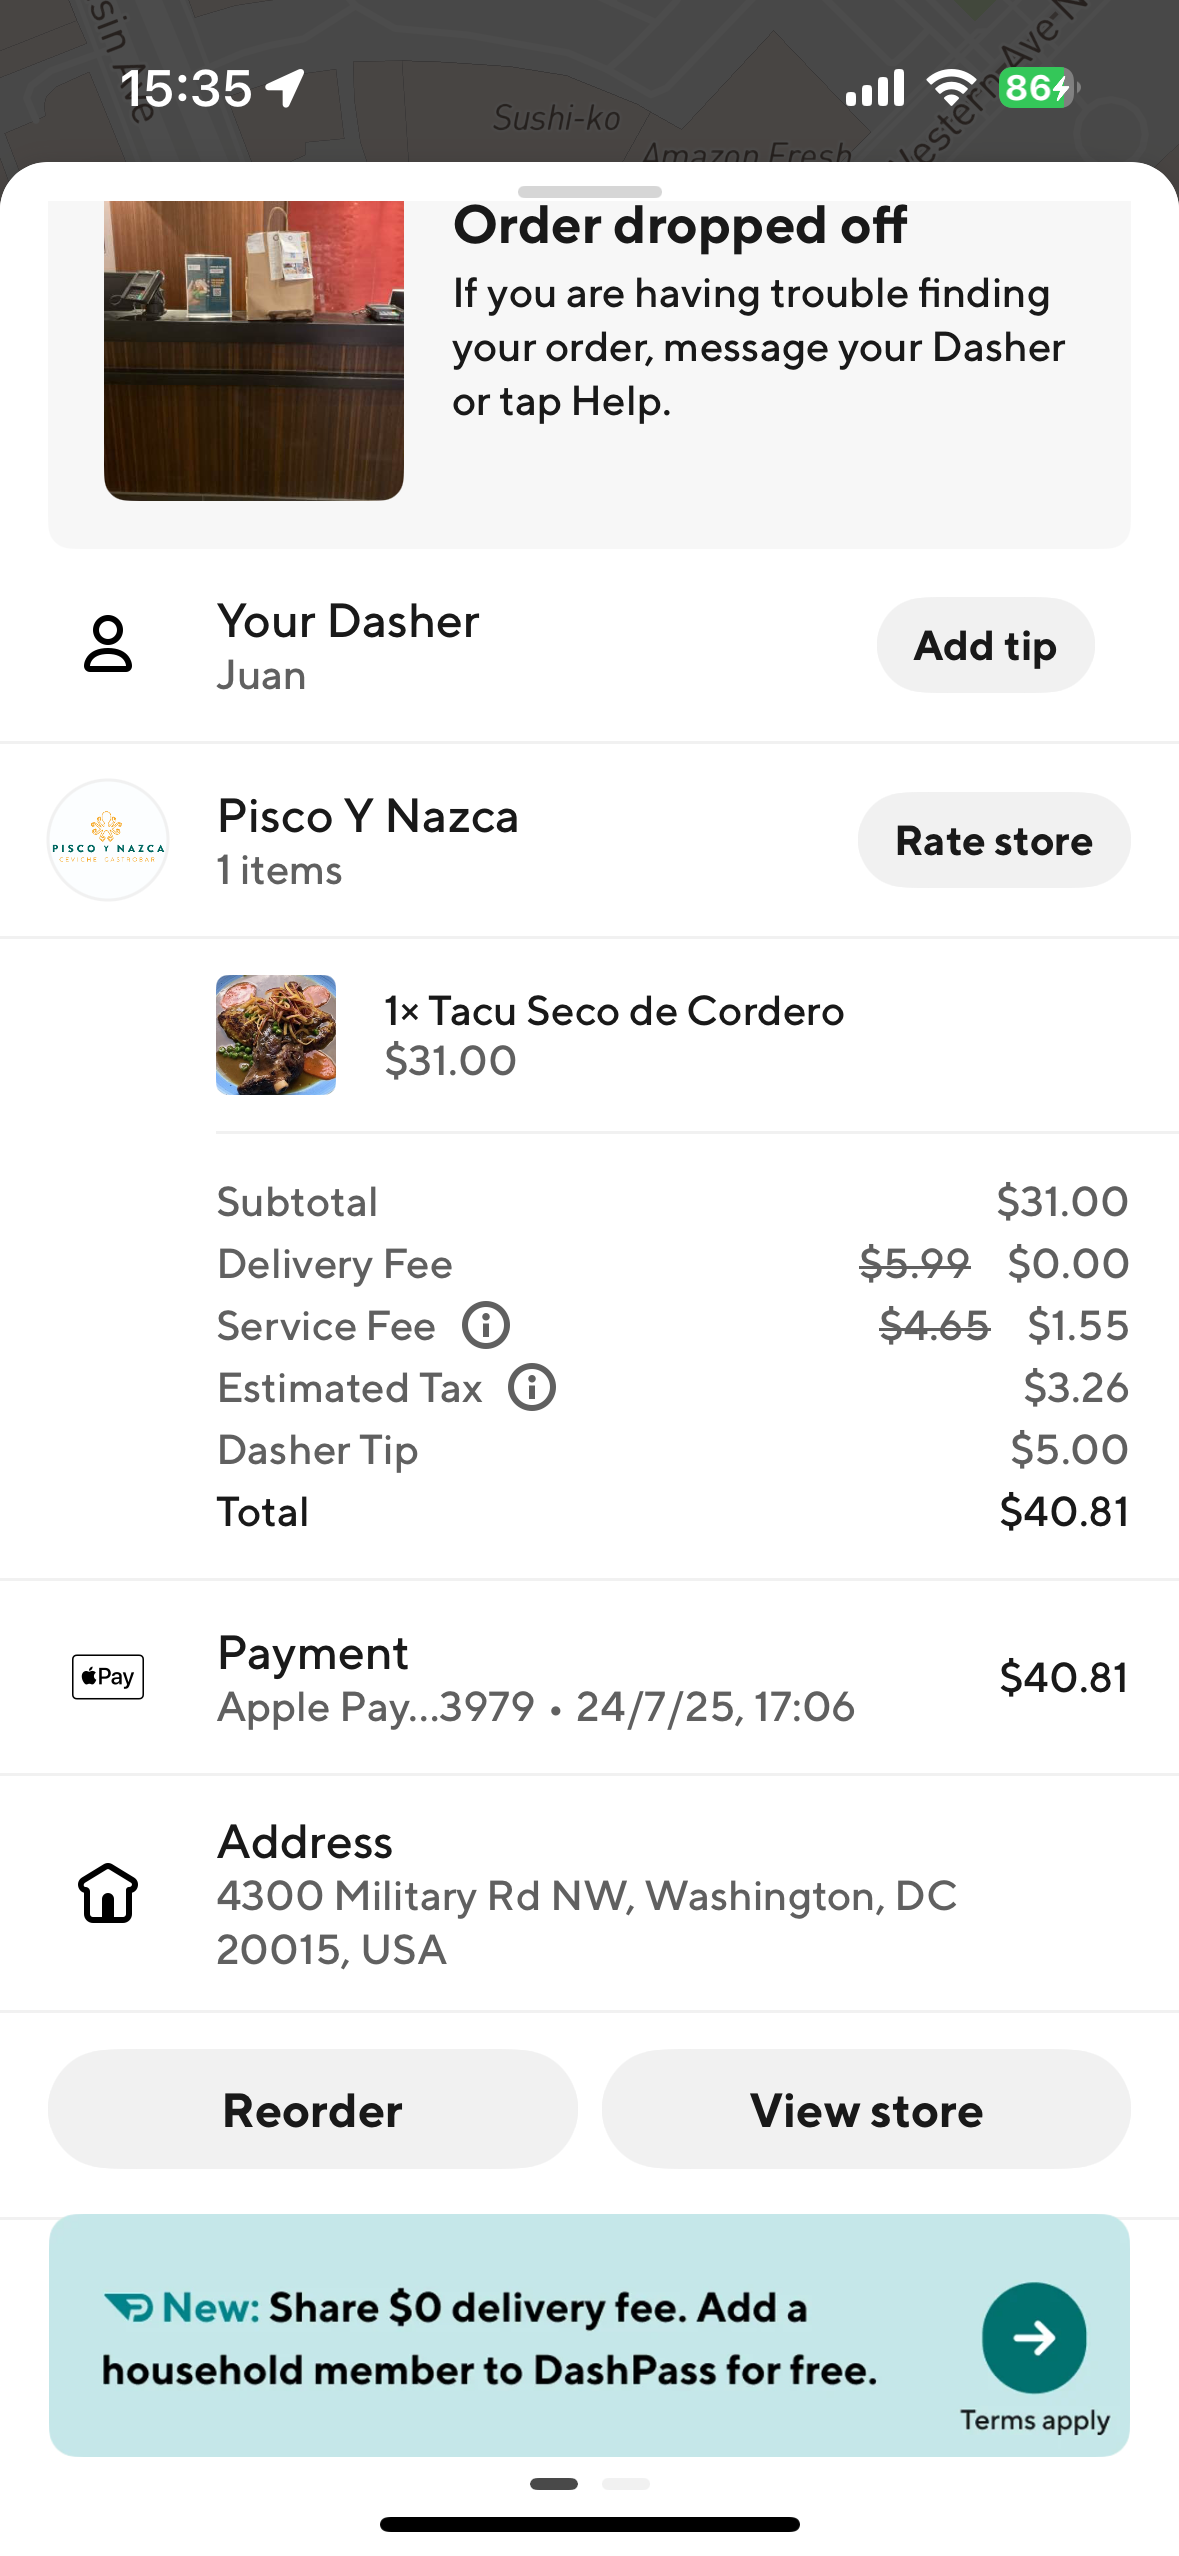 sin Ave
15:35
86
Sushi-ko
Amazon Fresh
Western-Ave-N
Order dropped off
If you are having trouble finding
your order, message your Dasher
or tap Help.
Your Dasher
Juan
Add tip
PISCO Y NAZCA
CEVICHE GASTROBAR
Pisco Y Nazca
1 items
Rate store
1× Tacu Seco de Cordero
$31.00
Subtotal $31.00
Delivery Fee $5.99 $0.00
Service Fee $4.65 $1.55
Estimated Tax $3.26
Dasher Tip $5.00
Total $40.81
Pay
Payment
Apple Pay...3979 • 24/7/25, 17:06
$40.81
Address
4300 Military Rd NW, Washington, DC
20015, USA
Reorder
View store
New: Share $0 delivery fee. Add a
household member to DashPass for free.
Terms apply